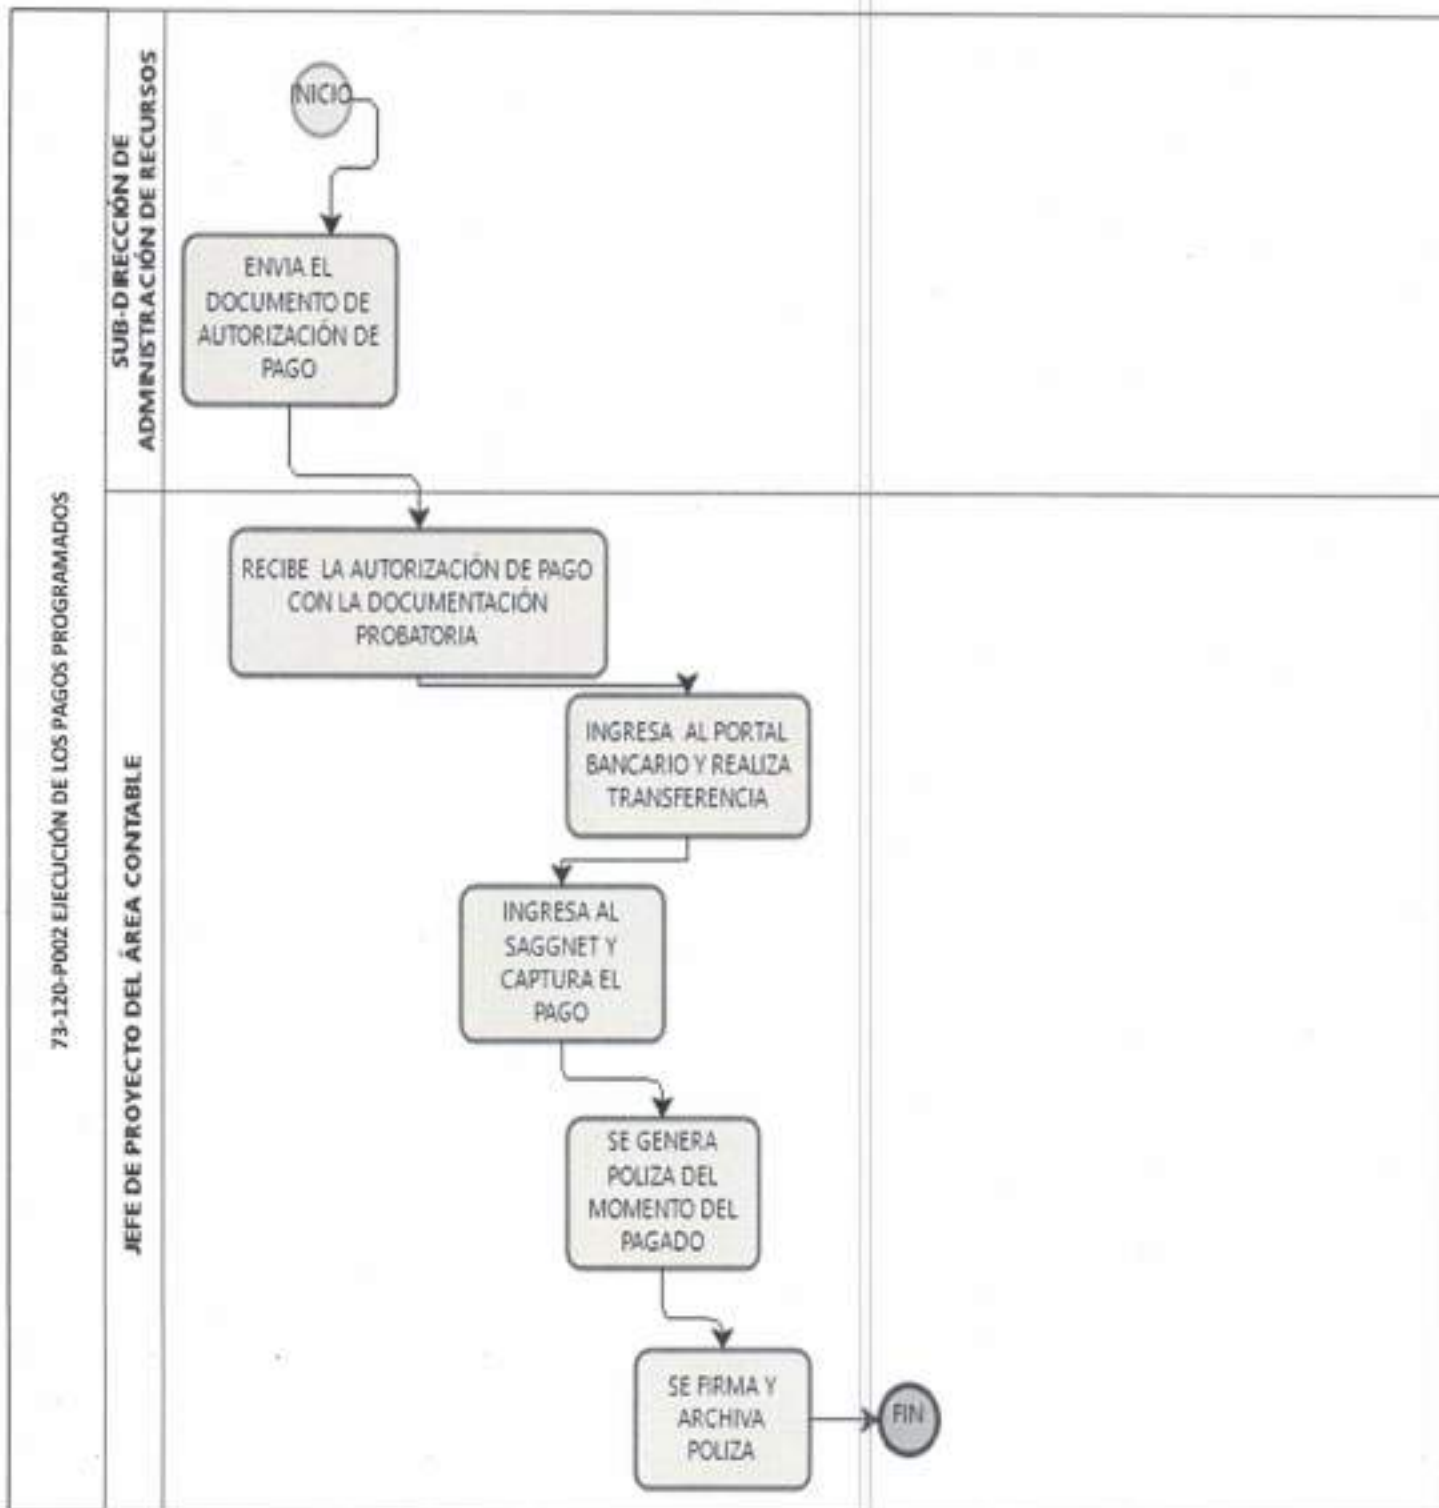 73-120-P002 EJECUCIÓN DE LOS PAGOS PROGRAMADOS
SUB-DIRECCIÓN DE
ADMINISTRACIÓN DE RECURSOS
INICIO
ENVIA EL
DOCUMENTO DE
AUTORIZACIÓN DE
PAGO
JEFE DE PROYECTO DEL ÁREA CONTABLE
RECIBE LA AUTORIZACIÓN DE PAGO
CON LA DOCUMENTACIÓN
PROBATORIA
INGRESA AL PORTAL
BANCARIO Y REALIZA
TRANSFERENCIA
INGRESA AL
SAGGNET Y
CAPTURA EL
PAGO
SE GENERA
POLIZA DEL
MOMENTO DEL
PAGADO
SE FIRMA Y
ARCHIVA
POLIZA
FIN